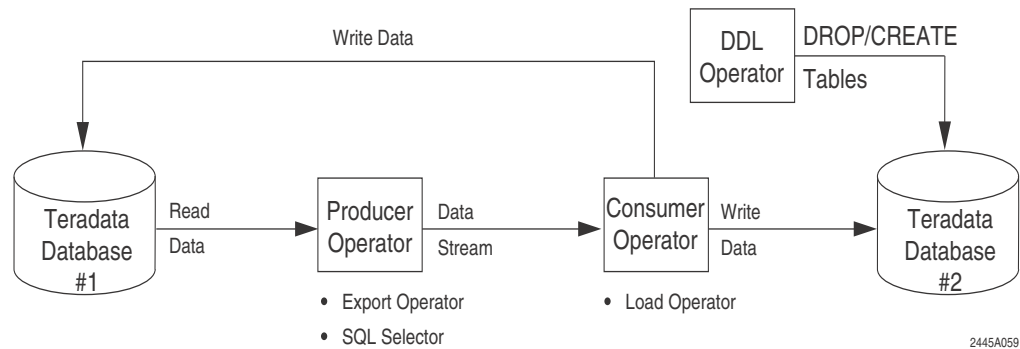 Write Data
DDL
Operator
DROP/CREATE
Tables
Teradata
Database
#1
Read
Data
Producer
Operator
Data
Stream
Consumer
Operator
Write
Data
Teradata
Database
#2
• Export Operator
• SQL Selector
• Load Operator
2445A059